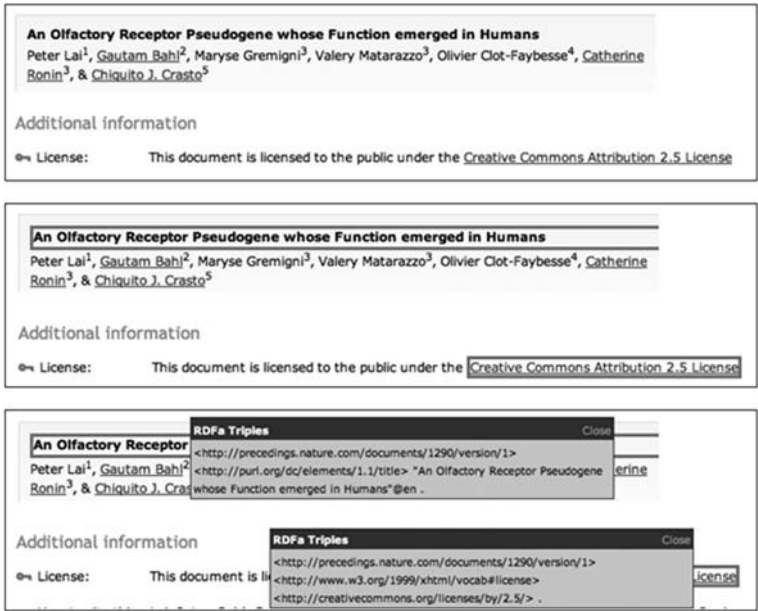 An Olfactory Receptor Pseudogene whose Function emerged in Humans
Peter Lai1, Gautam Bahl2, Maryse Gremigni3, Valery Matarazzo3, Olivier Clot-Faybesse4, Catherine
Ronin3, & Chiquito J. Crasto5
Additional information
License: This document is licensed to the public under the Creative Commons Attribution 2.5 License
An Olfactory Receptor Pseudogene whose Function emerged in Humans
Peter Lai1, Gautam Bahl2, Maryse Gremigni3, Valery Matarazzo3, Olivier Clot-Faybesse4, Catherine
Ronin3, & Chiquito J. Crasto5
Additional information
License: This document is licensed to the public under the Creative Commons Attribution 2.5 License
RDFa Triples Close
An Olfactory Receptor
<http://precedings.nature.com/documents/1290/version/1>
Peter Lai1, Gautam Bahl2
<http://purl.org/dc/elements/1.1/title> "An Olfactory Receptor Pseudogene
erine
Ronin3, & Chiquito J. Cras
whose Function emerged in Humans"@en .
Additional information
RDFa Triples Close
<http://precedings.nature.com/documents/1290/version/1>
License: This document is li
<http://www.w3.org/1999/xhtml/vocab#license>
License
<http://creativecommons.org/licenses/by/2.5/> .